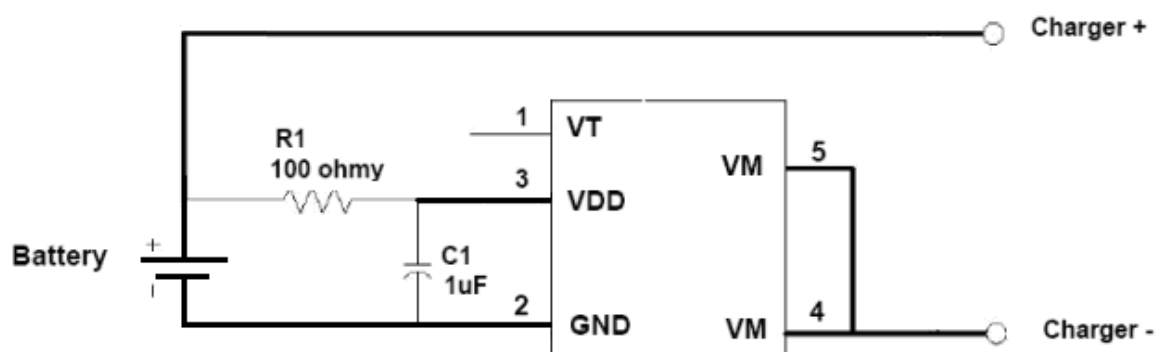 Charger +
1
VT
R1
100 ohmy
3
VDD
VM
5
Battery
+
-
C1
1uF
2
GND
VM
4
Charger -